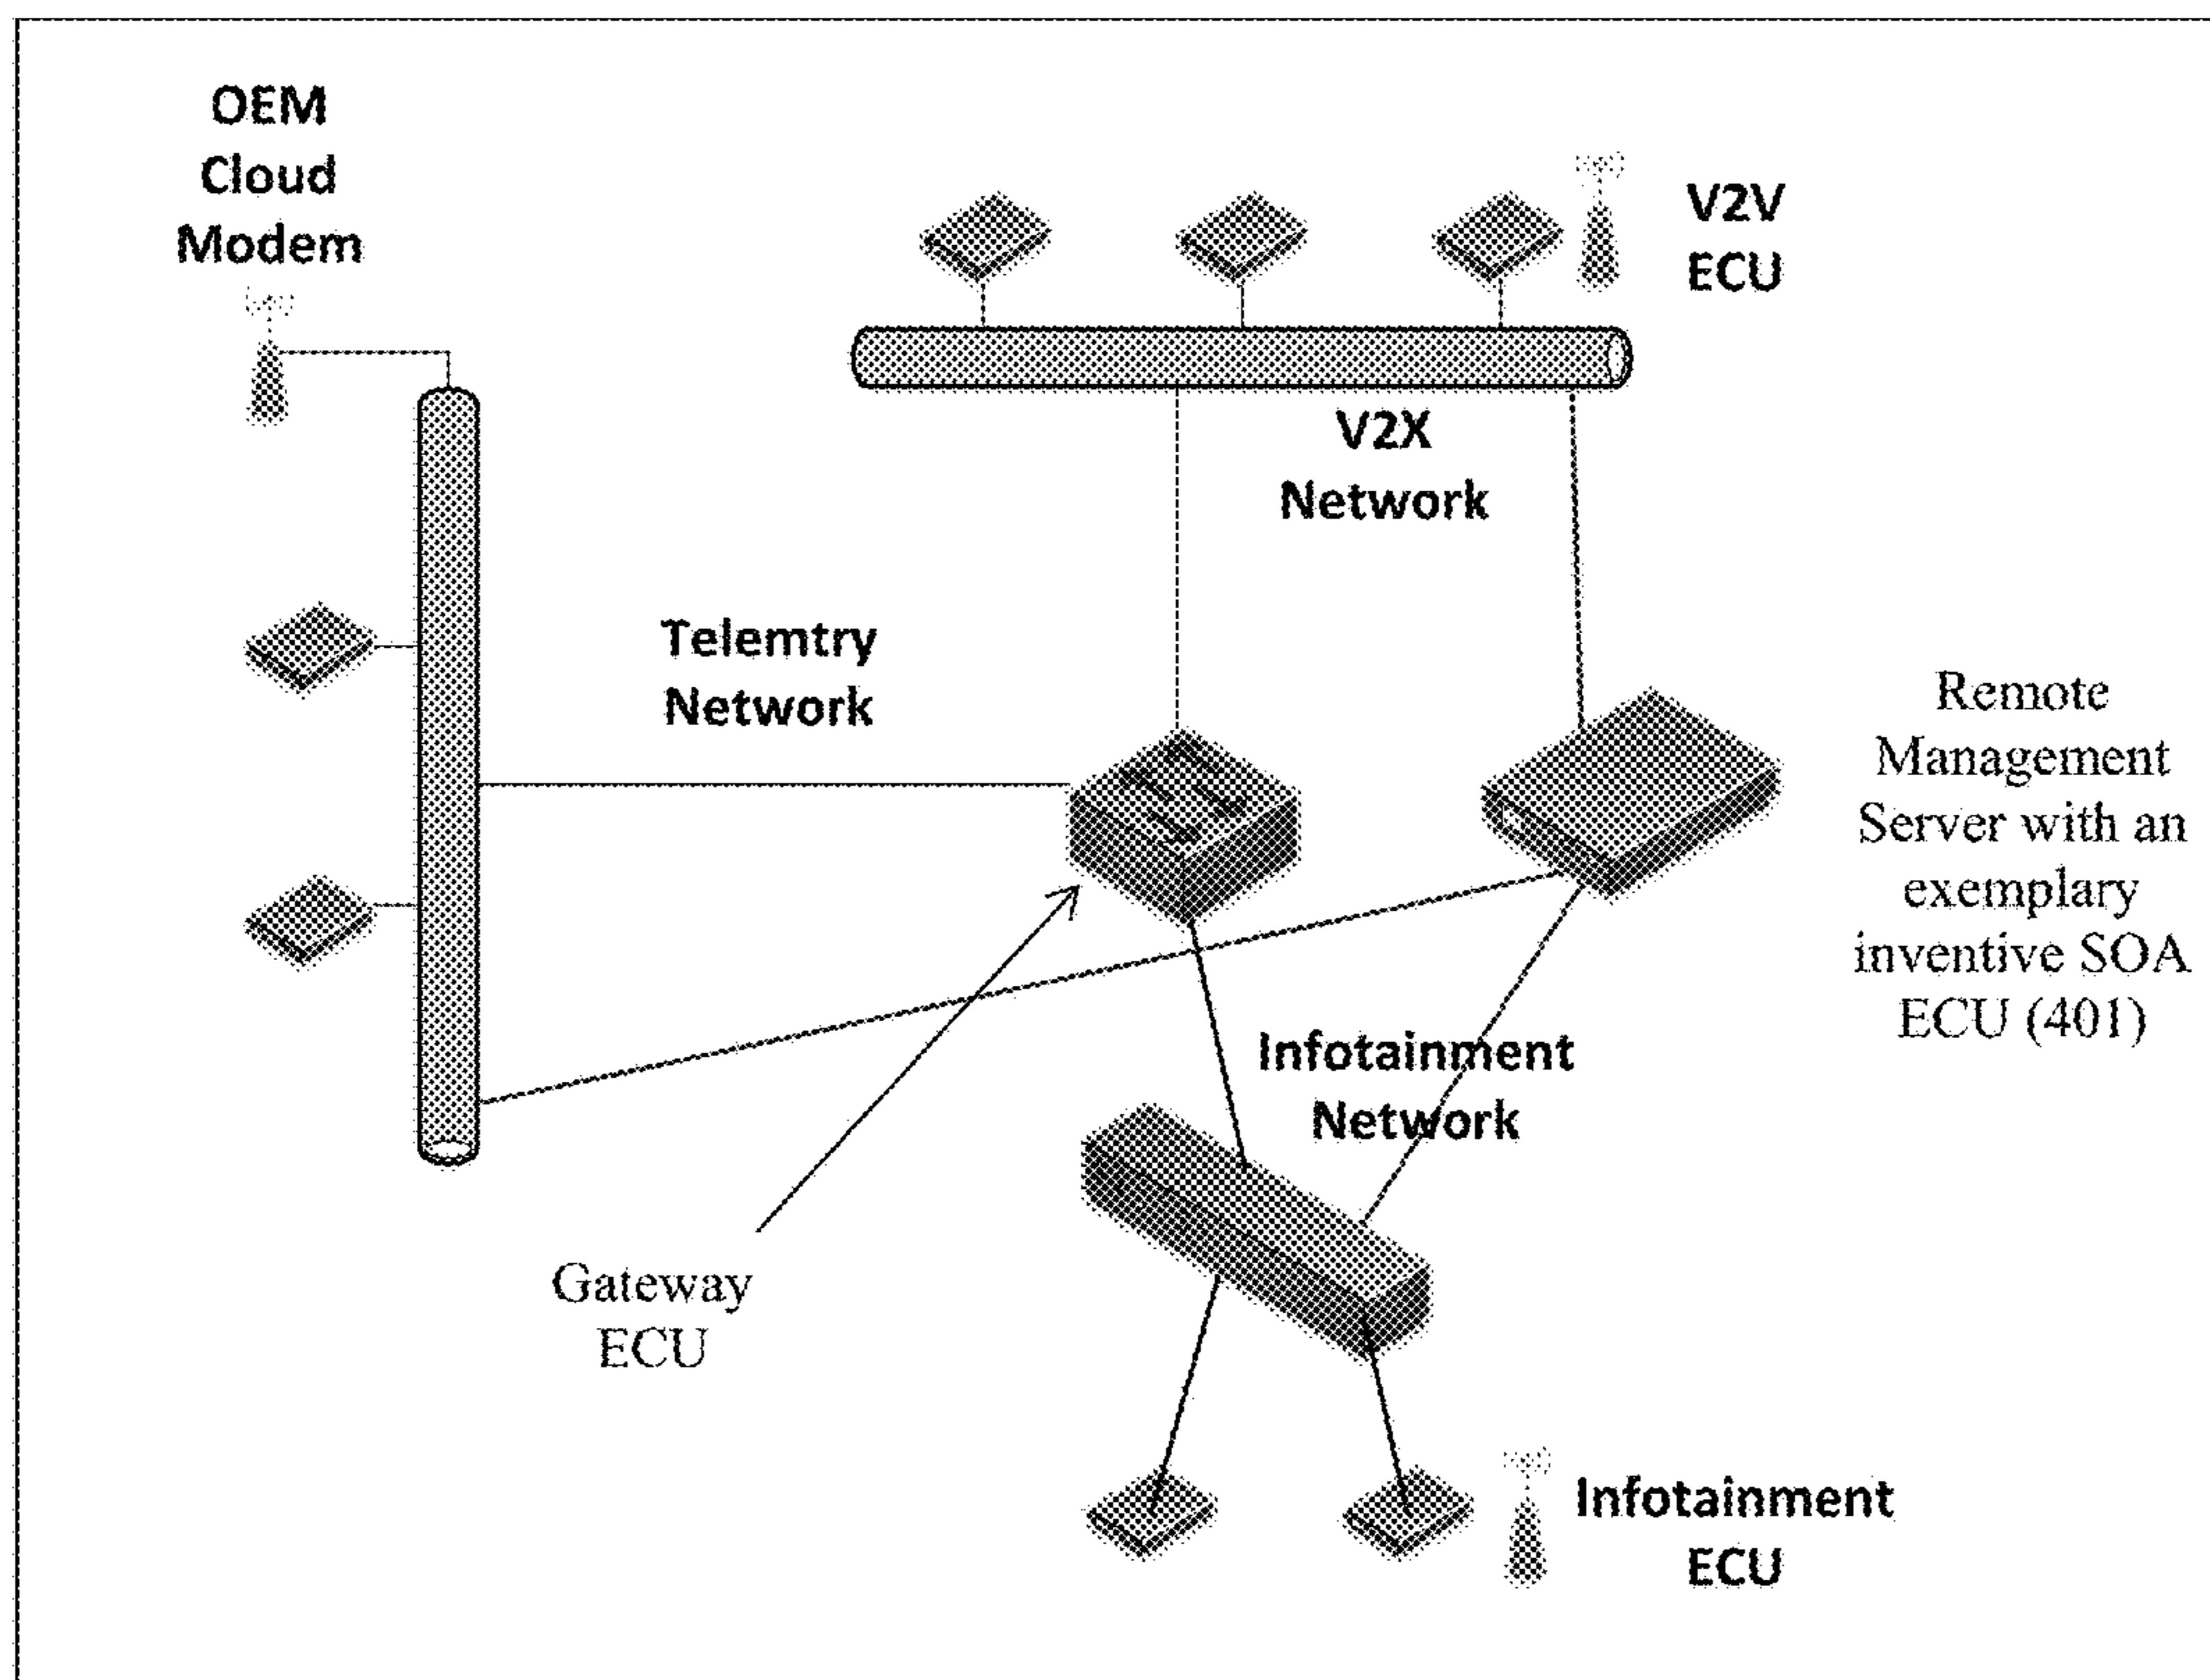 OEM
Cloud
Modem
V2V
ECU
V2X
Network
Telemtry
Network
Remote
Management
Server with an
exemplary
inventive SOA
ECU (401)
Infotainment
Network
Gateway
ECU
Infotainment
ECU